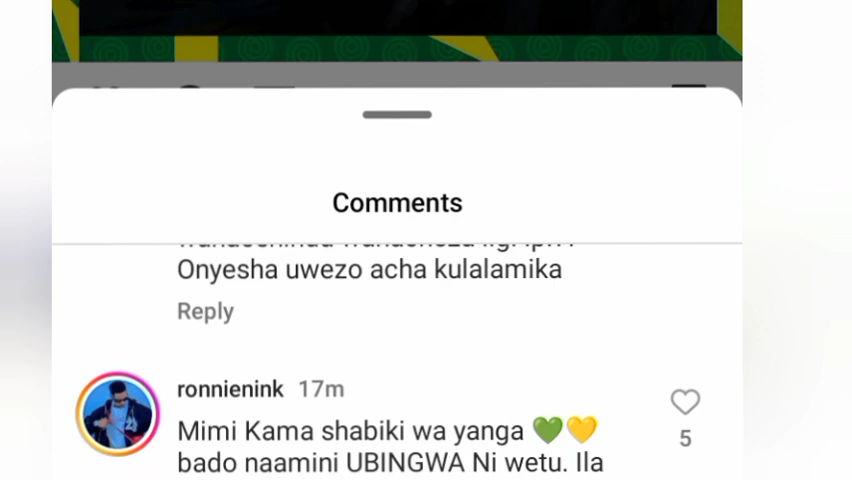 Comments
Onyesha uwezo acha kulalamika
Reply
ronnienink 17m
Mimi Kama shabiki wa yanga 💚💛
bado naamini UBINGWA Ni wetu. Ila
5